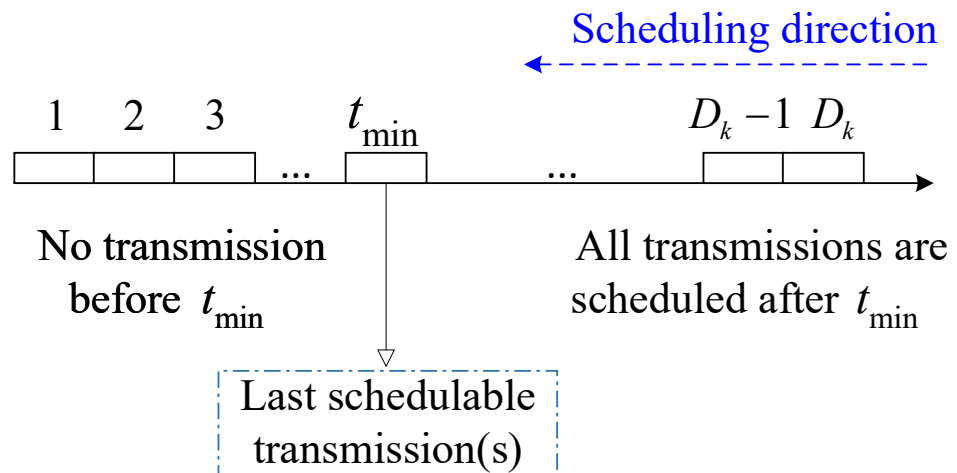 Scheduling direction
1 2 3 t_min D_k − 1 D_k
... ...
No transmission
before t_min
All transmissions are
scheduled after t_min
Last schedulable
transmission(s)